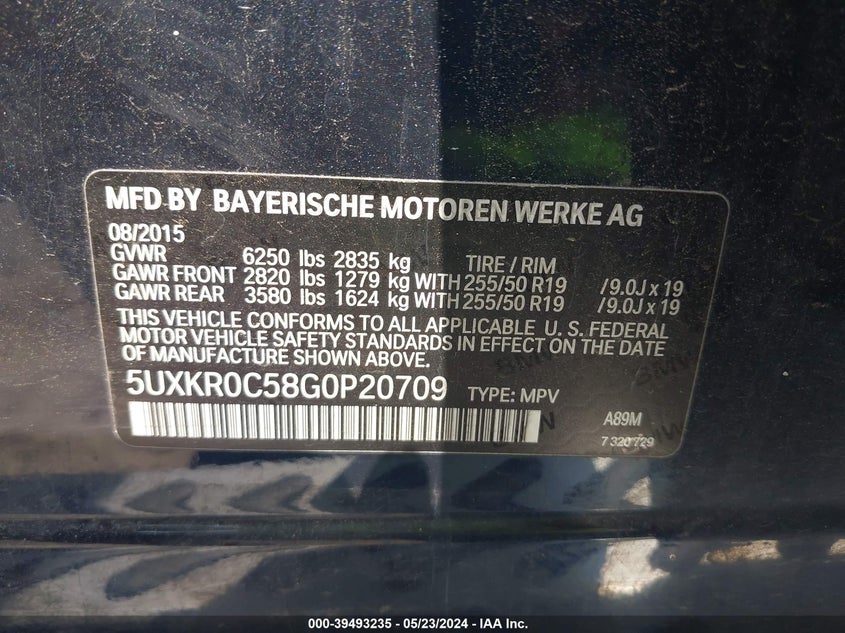 MFD BY BAYERISCHE MOTOREN WERKE AG
08/2015
GVWR 6250 lbs 2835 kg TIRE / RIM
GAWR FRONT 2820 lbs 1279 kg WITH 255/50 R19 /9.0J x 19
GAWR REAR 3580 lbs 1624 kg WITH 255/50 R19 /9.0J x 19
THIS VEHICLE CONFORMS TO ALL APPLICABLE U. S. FEDERAL
MOTOR VEHICLE SAFETY STANDARDS IN EFFECT ON THE DATE
OF MANUFACTURE SHOWN ABOVE.
5UXKR0C58G0P20709 TYPE: MPV
A89M
7 320 729
000-39493235 - 05/23/2024 - IAA Inc.